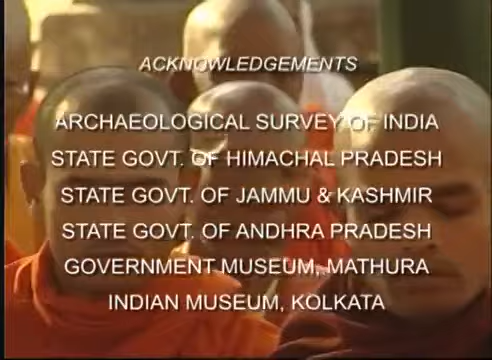 ACKNOWLEDGEMENTS
ARCHAEOLOGICAL SURVEY OF INDIA
STATE GOVT. OF HIMACHAL PRADESH
STATE GOVT. OF JAMMU & KASHMIR
STATE GOVT. OF ANDHRA PRADESH
GOVERNMENT MUSEUM, MATHURA
INDIAN MUSEUM, KOLKATA